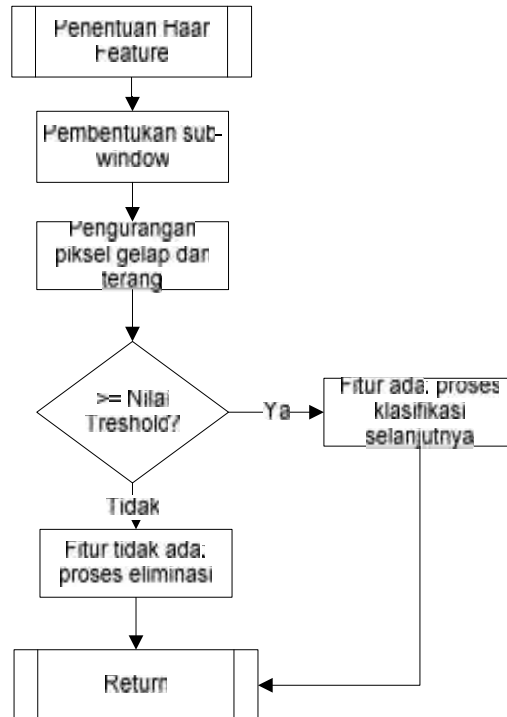 Penentuan Haar
Feature
Pembentukan sub-
window
Pengurangan
piksel gelap dan
terang
>= Nilai
Treshold?
Ya
Fitur ada: proses
klasifikasi
selanjutnya
Tidak
Fitur tidak ada:
proses eliminasi
Return